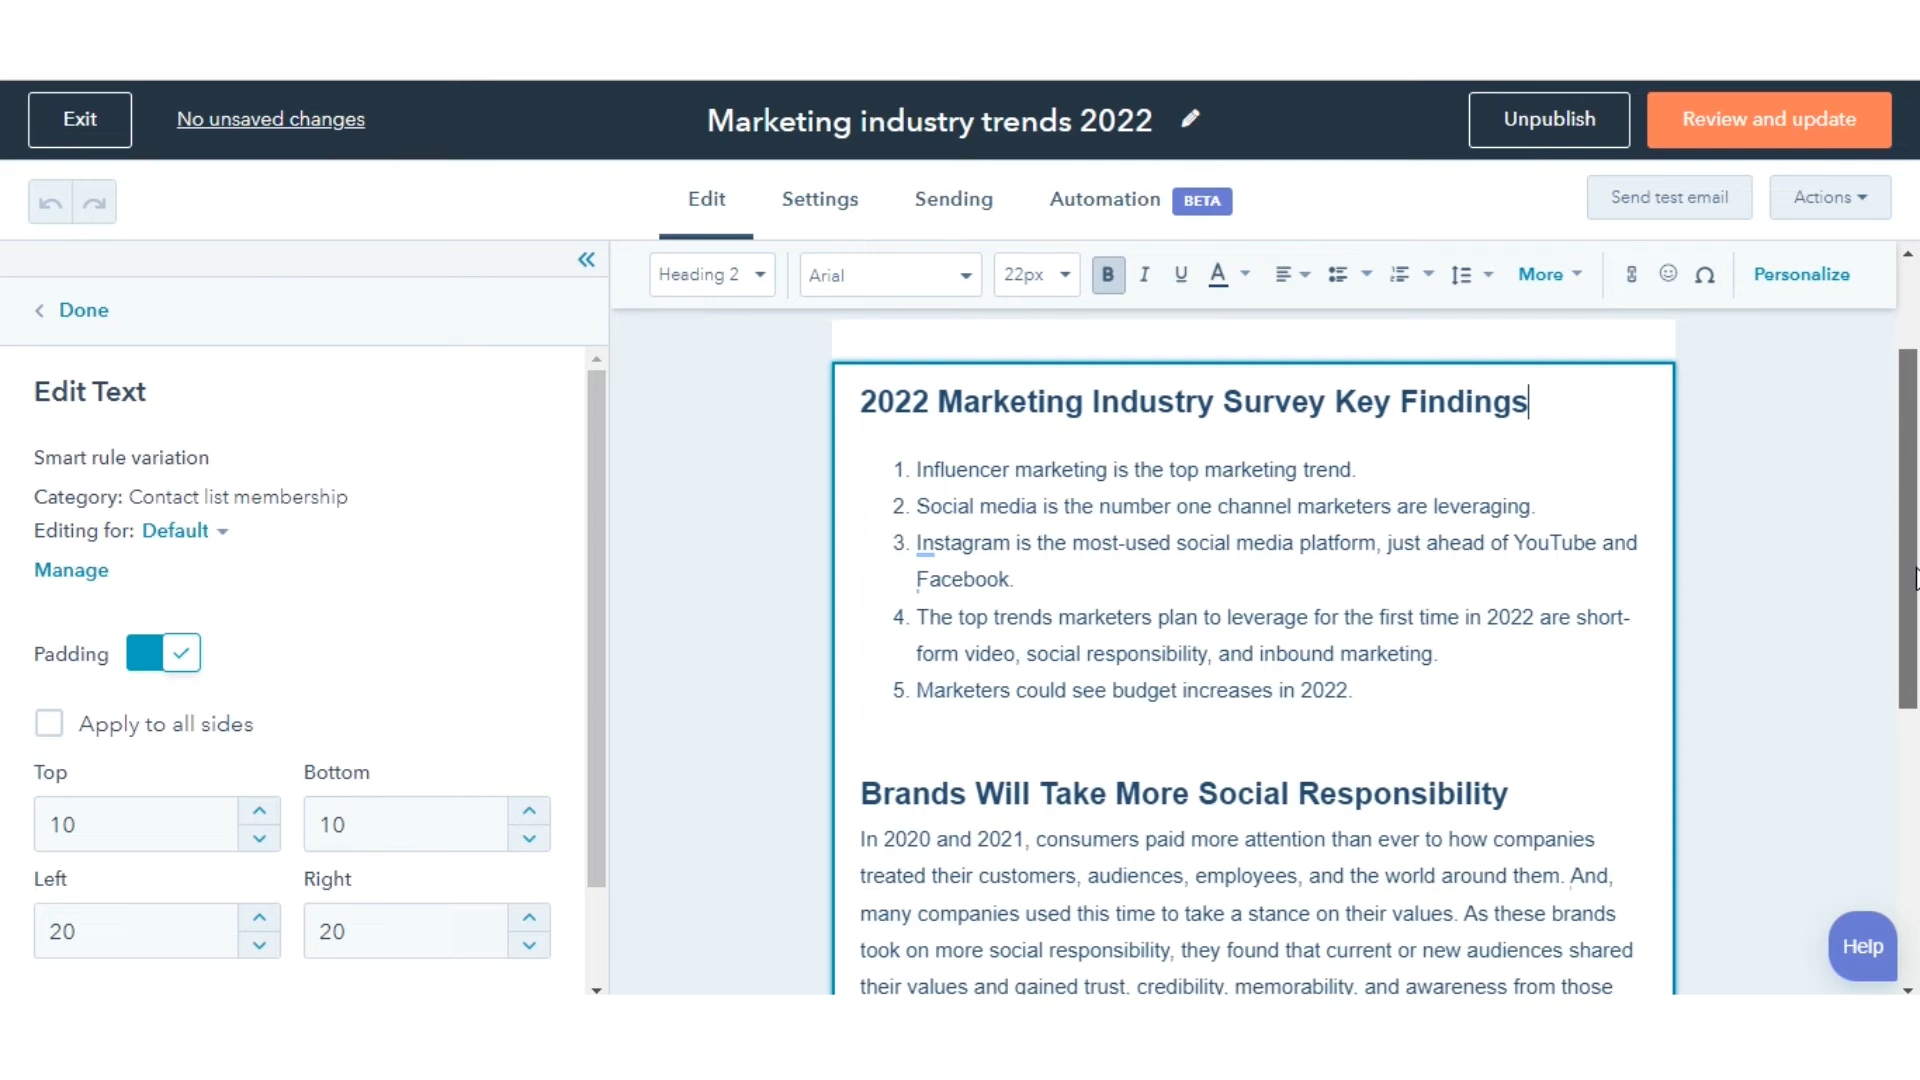 Exit
No unsaved changes
Marketing industry trends 2022
Unpublish
Review and update
Edit
Settings
Sending
Automation
BETA
Send test email
Actions
Heading 2
Arial
22px
B
I
U
A
More
Personalize
Done
Edit Text
Smart rule variation
Category: Contact list membership
Editing for: Default
Manage
Padding
Apply to all sides
Top
Bottom
10
10
Left
Right
20
20
2022 Marketing Industry Survey Key Findings
1. Influencer marketing is the top marketing trend.
2. Social media is the number one channel marketers are leveraging.
3. Instagram is the most-used social media platform, just ahead of YouTube and
Facebook.
4. The top trends marketers plan to leverage for the first time in 2022 are short-
form video, social responsibility, and inbound marketing.
5. Marketers could see budget increases in 2022.
Brands Will Take More Social Responsibility
In 2020 and 2021, consumers paid more attention than ever to how companies
treated their customers, audiences, employees, and the world around them. And,
many companies used this time to take a stance on their values. As these brands
took on more social responsibility, they found that current or new audiences shared
their values and gained trust, credibility, memorability, and awareness from those
Help